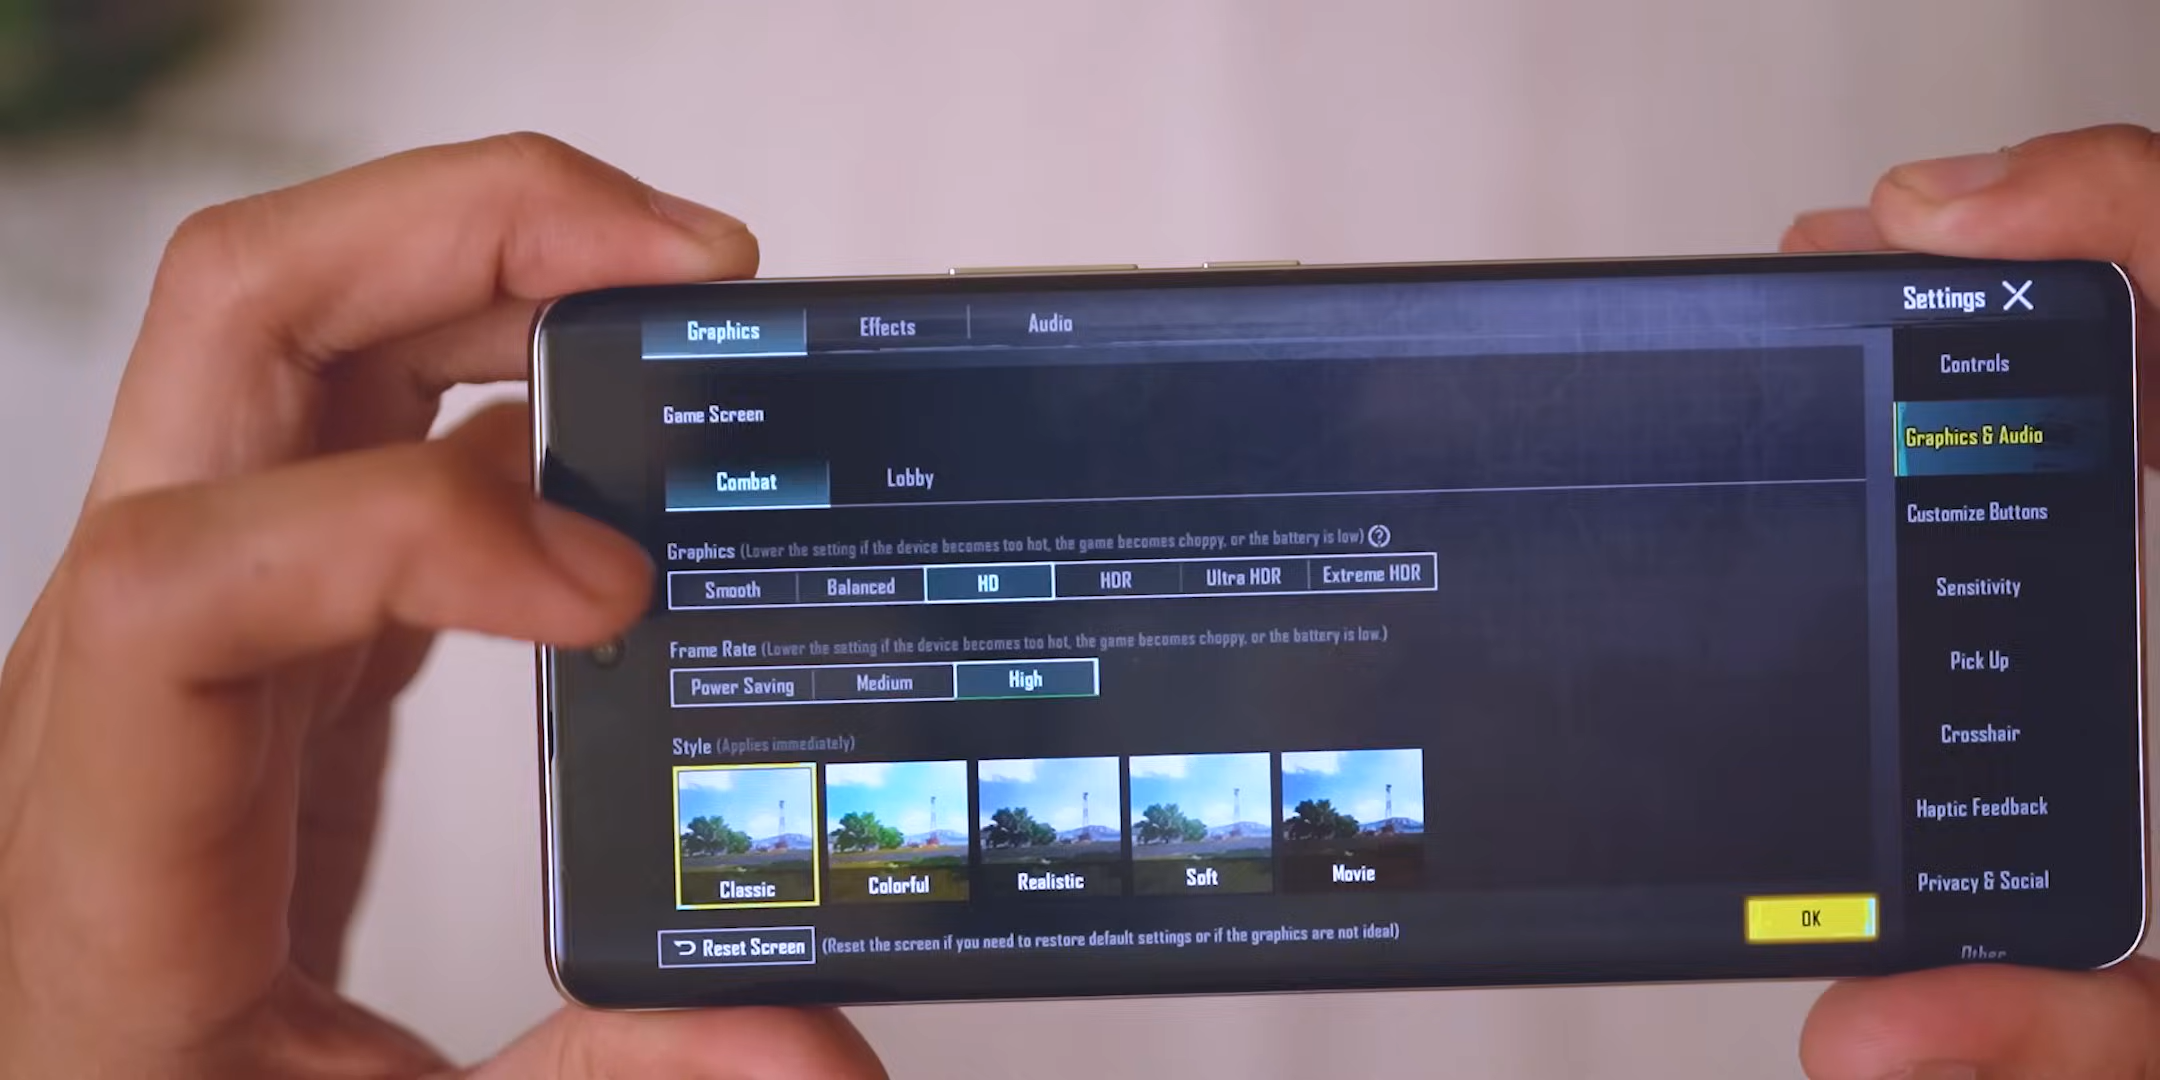 Graphics Effects Audio
Settings
Game Screen
Combat Lobby
Graphics (Lower the setting if the device becomes too hot, the game becomes choppy, or the battery is low)
Smooth Balanced HD HDR Ultra HDR Extreme HDR
Frame Rate (Lower the setting if the device becomes too hot, the game becomes choppy, or the battery is low.)
Power Saving Medium High
Style (Applies immediately)
Classic Colorful Realistic Soft Movie
Reset Screen (Reset the screen if you need to restore default settings or if the graphics are not ideal)
OK
Controls
Graphics & Audio
Customize Buttons
Sensitivity
Pick Up
Crosshair
Haptic Feedback
Privacy & Social
Other